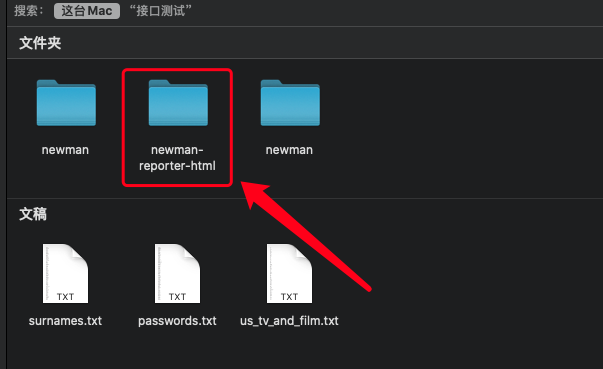 搜索： 这台Mac “接口测试”
文件夹
newman
newman-
reporter-html
newman
文稿
TXT
TXT
TXT
surnames.txt
passwords.txt
us_tv_and_film.txt